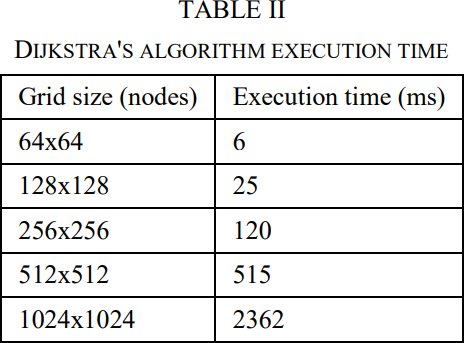 TABLE II
DIJKSTRA'S ALGORITHM EXECUTION TIME
Grid size (nodes) Execution time (ms)
64x64 6
128x128 25
256x256 120
512x512 515
1024x1024 2362